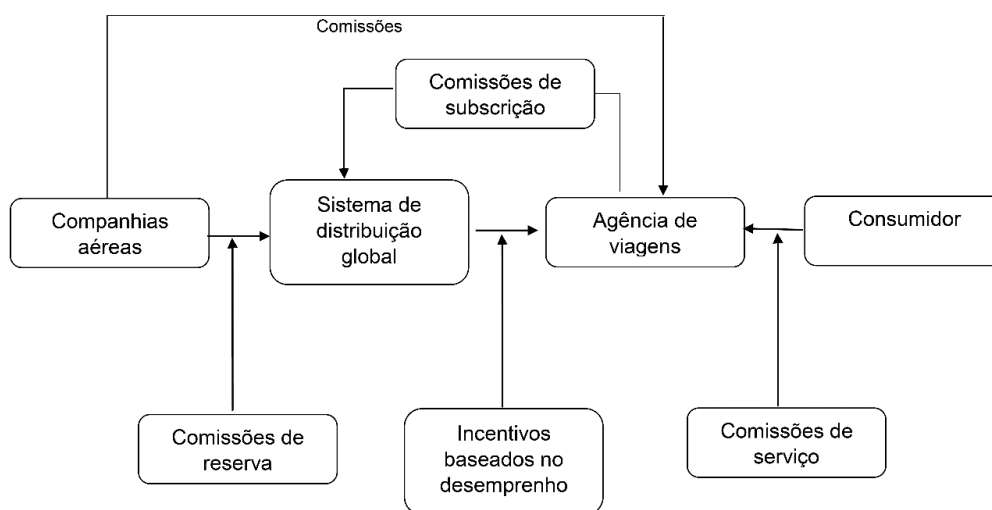 Comissões
Comissões de
subscrição
Companhias
aéreas
Sistema de
distribuição
global
Agência de
viagens
Consumidor
Comissões de
reserva
Incentivos
baseados no
desemprenho
Comissões de
serviço